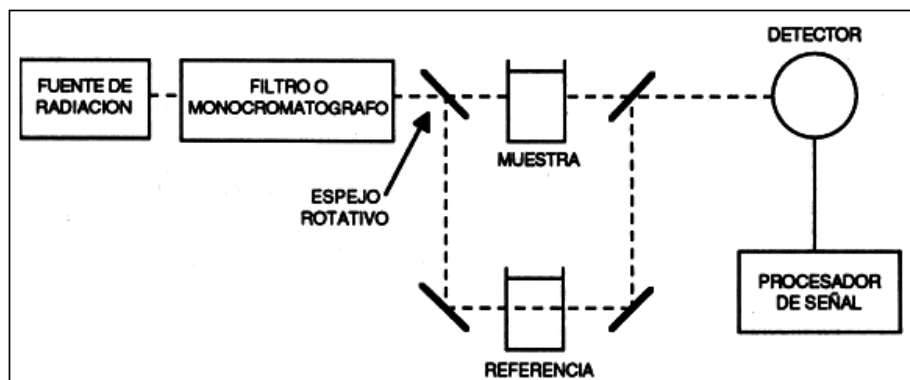 FUENTE DE
RADIACION
FILTRO O
MONOCROMATOGRAFO
ESPEJO
ROTATIVO
MUESTRA
REFERENCIA
DETECTOR
PROCESADOR
DE SEÑAL